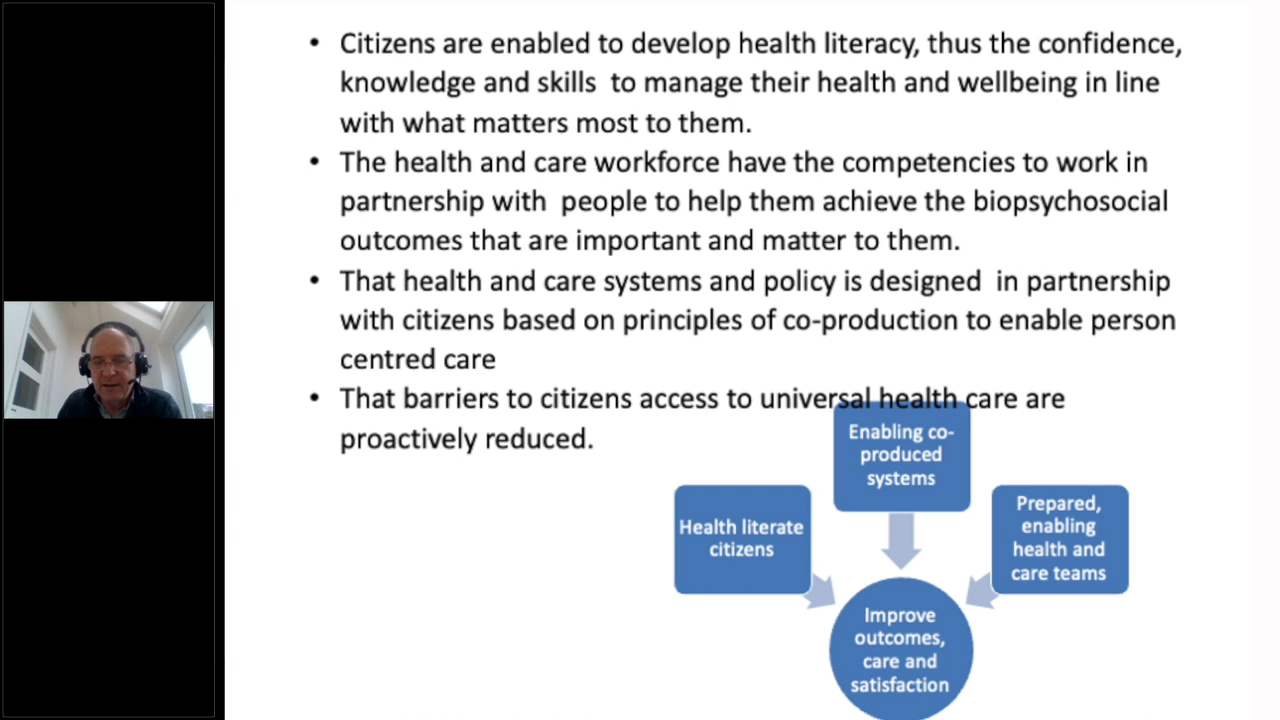 • Citizens are enabled to develop health literacy, thus the confidence,
knowledge and skills  to manage their health and wellbeing in line
with what matters most to them.
• The health and care workforce have the competencies to work in
partnership with  people to help them achieve the biopsychosocial
outcomes that are important and matter to them.
• That health and care systems and policy is designed  in partnership
with citizens based on principles of co-production to enable person
centred care
• That barriers to citizens access to universal health care are
proactively reduced.
Enabling co-
produced
systems
Health literate
citizens
Prepared,
enabling
health and
care teams
Improve
outcomes,
care and
satisfaction